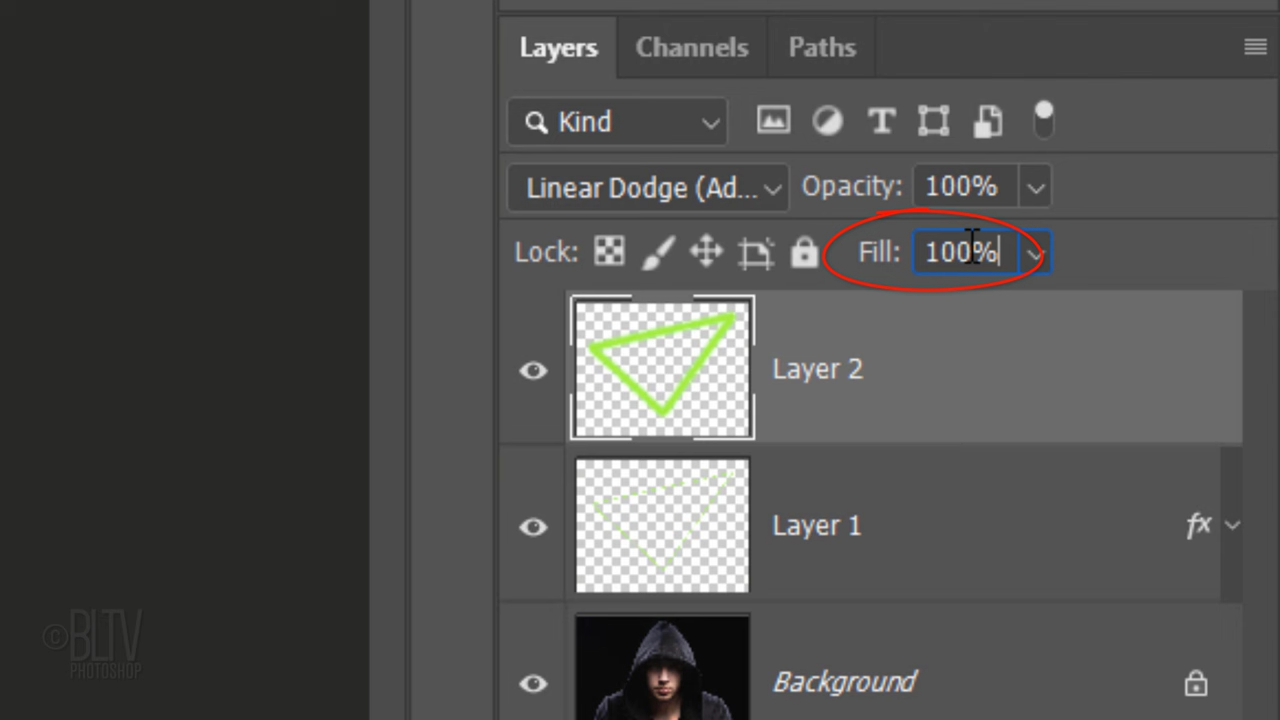 Layers Channels Paths
Kind
Linear Dodge (Ad... Opacity: 100%
Lock: Fill: 100%
Layer 2
Layer 1 fx
Background
©BLTV
PHOTOSHOP